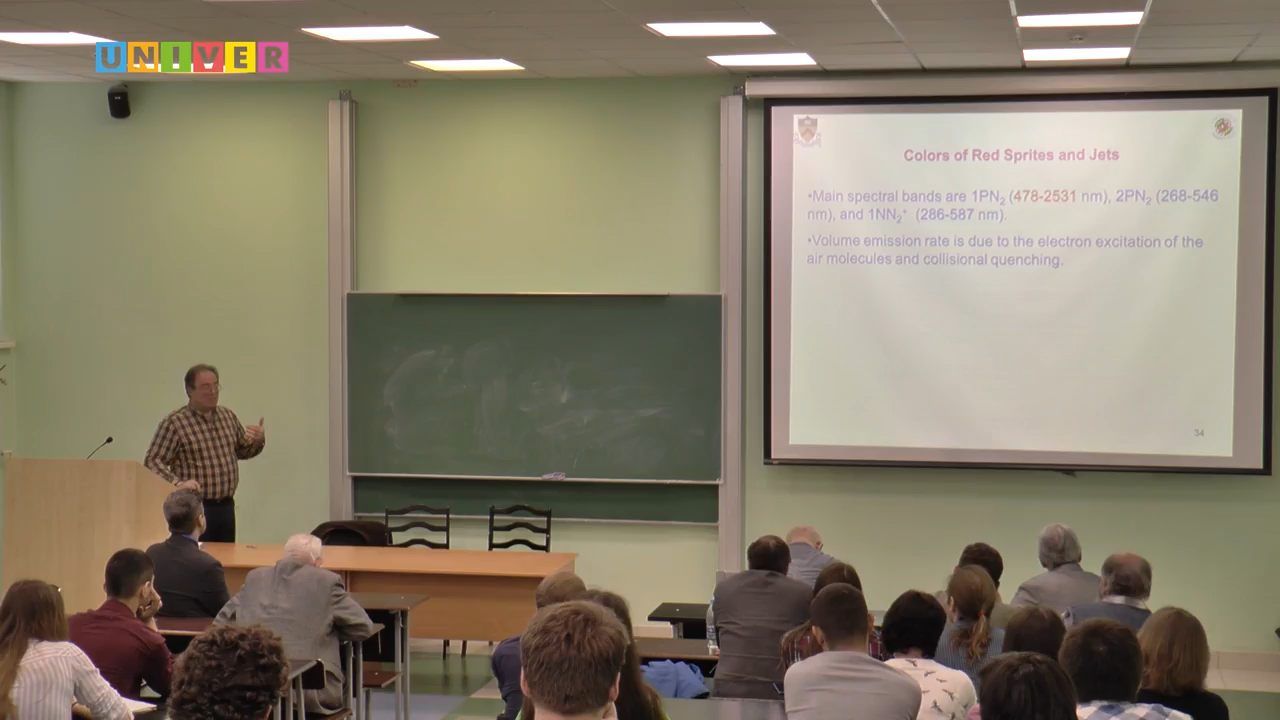 UNIVER
Colors of Red Sprites and Jets
•Main spectral bands are 1PN₂ (478-2531 nm), 2PN₂ (268-546
nm), and 1NN₂⁺ (286-587 nm).
•Volume emission rate is due to the electron excitation of the
air molecules and collisional quenching.
34